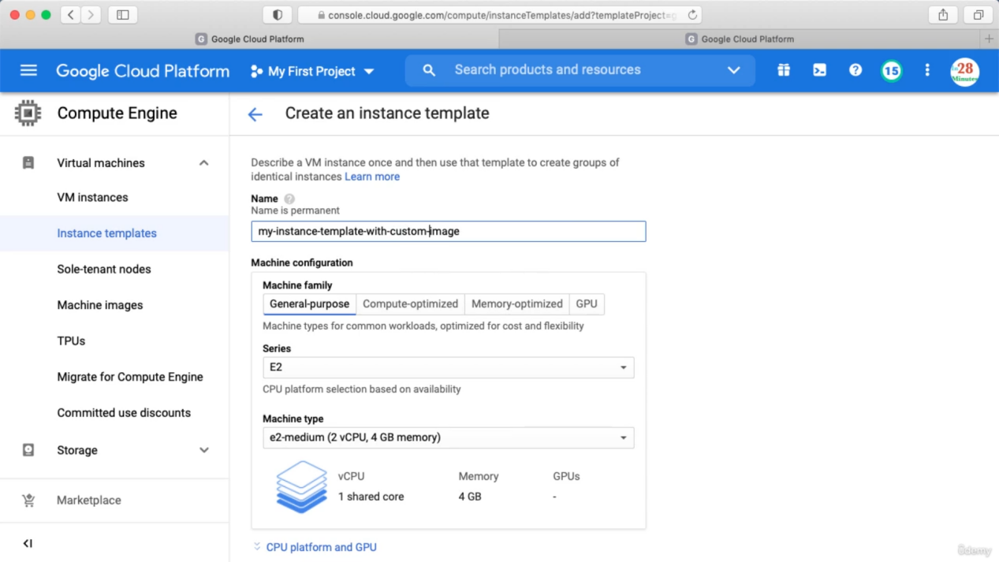 console.cloud.google.com/compute/instanceTemplates/add?templateProject=g
G Google Cloud Platform
G Google Cloud Platform
Google Cloud Platform
My First Project
Search products and resources
15
in28
Minutes
Compute Engine
Create an instance template
Virtual machines
VM instances
Instance templates
Sole-tenant nodes
Machine images
TPUs
Migrate for Compute Engine
Committed use discounts
Storage
Marketplace
Describe a VM instance once and then use that template to create groups of
identical instances Learn more
Name ?
Name is permanent
my-instance-template-with-custom-image
Machine configuration
Machine family
General-purpose Compute-optimized Memory-optimized GPU
Machine types for common workloads, optimized for cost and flexibility
Series
E2
CPU platform selection based on availability
Machine type
e2-medium (2 vCPU, 4 GB memory)
vCPU Memory GPUs
1 shared core 4 GB -
CPU platform and GPU
ûdemy